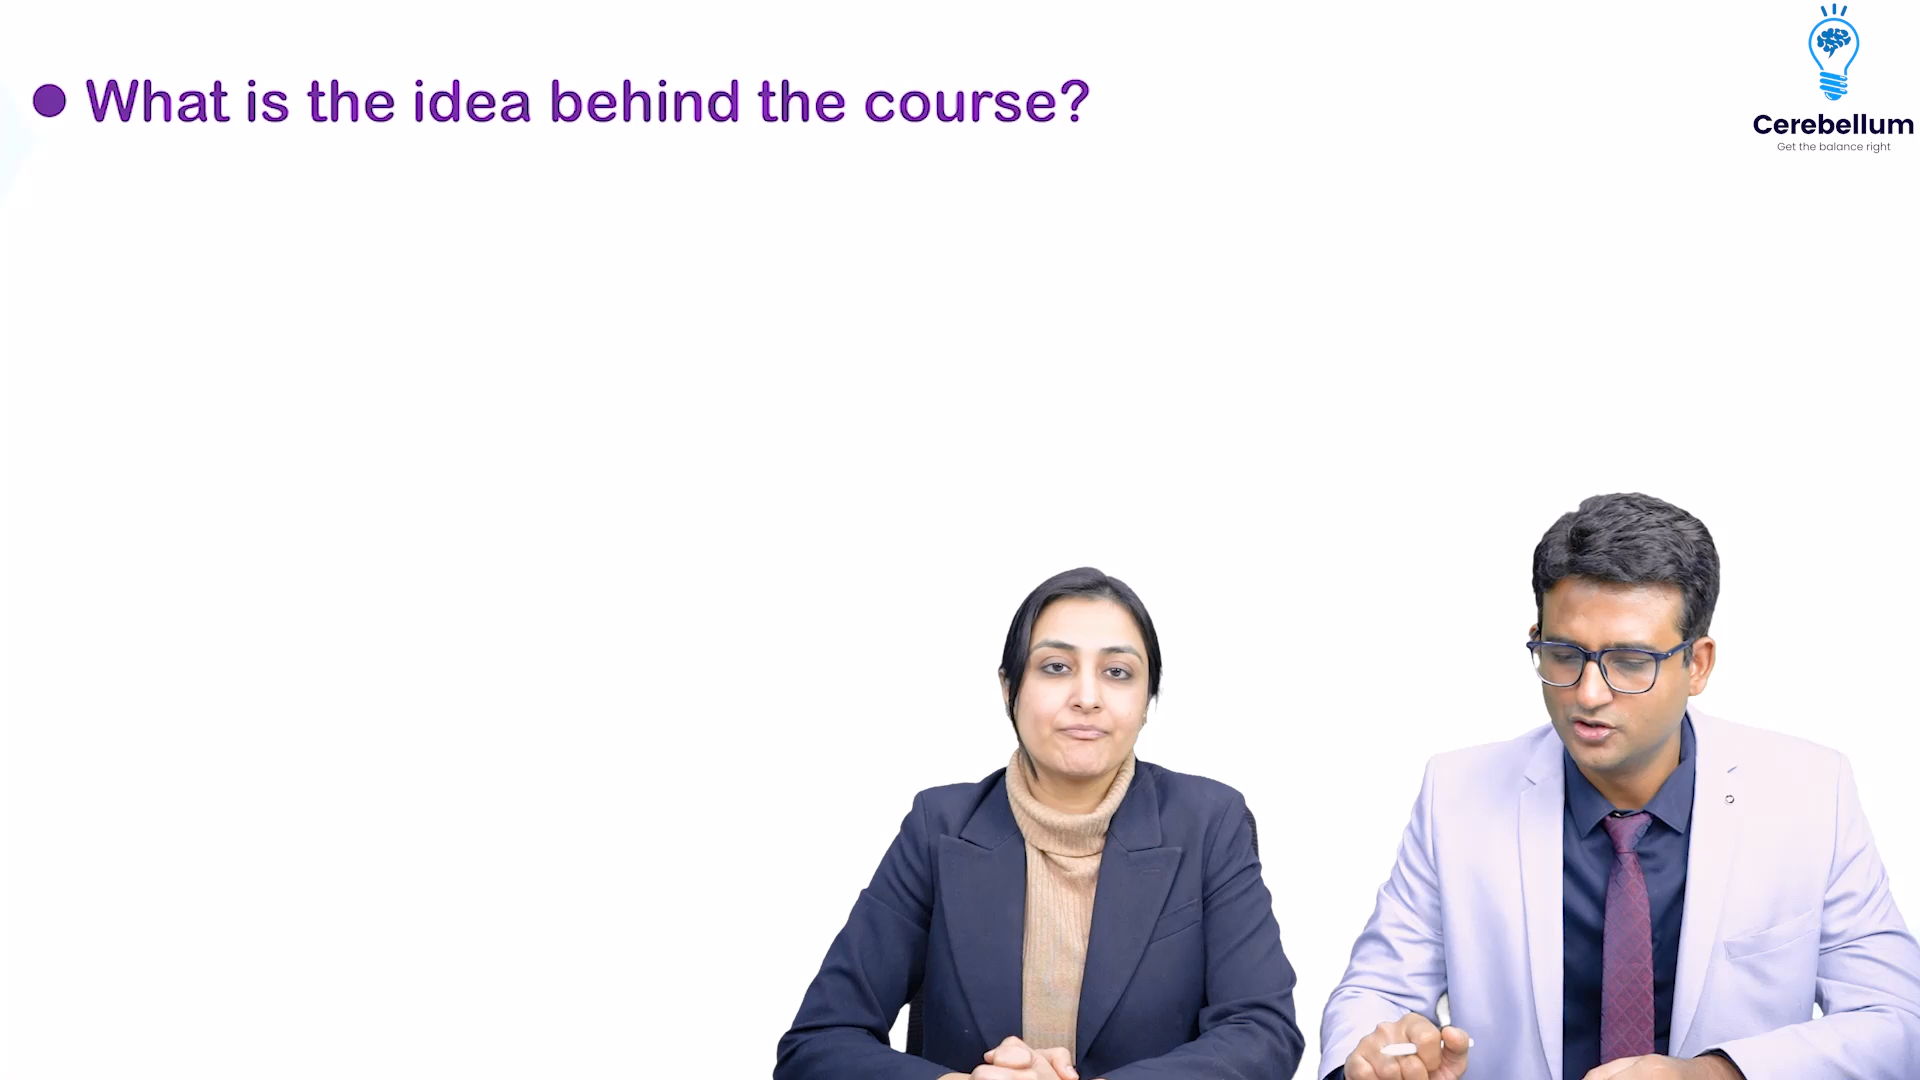 ● What is the idea behind the course?
Cerebellum
Get the balance right